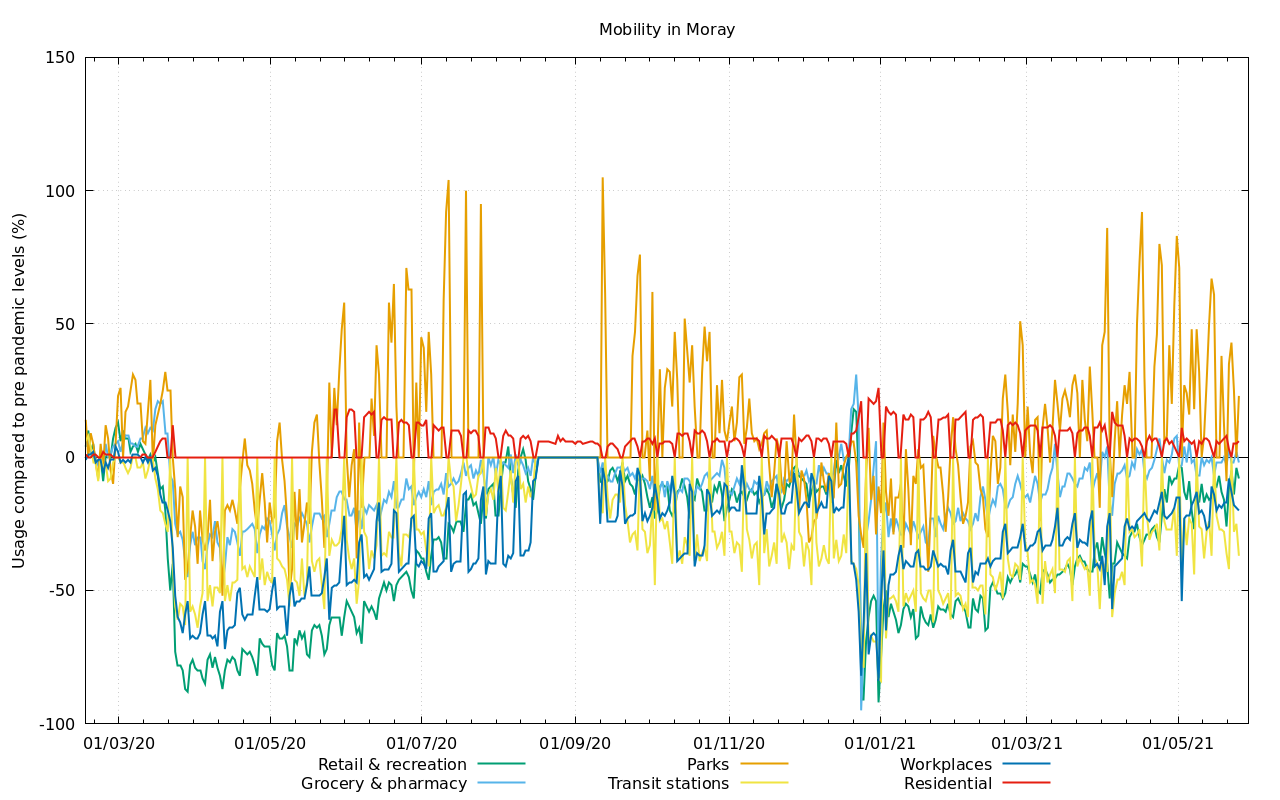 Mobility in Moray
Usage compared to pre pandemic levels (%)
150
100
50
0
-50
-100
01/03/20 01/05/20 01/07/20 01/09/20 01/11/20 01/01/21 01/03/21 01/05/21
Retail & recreation Parks Workplaces
Grocery & pharmacy Transit stations Residential